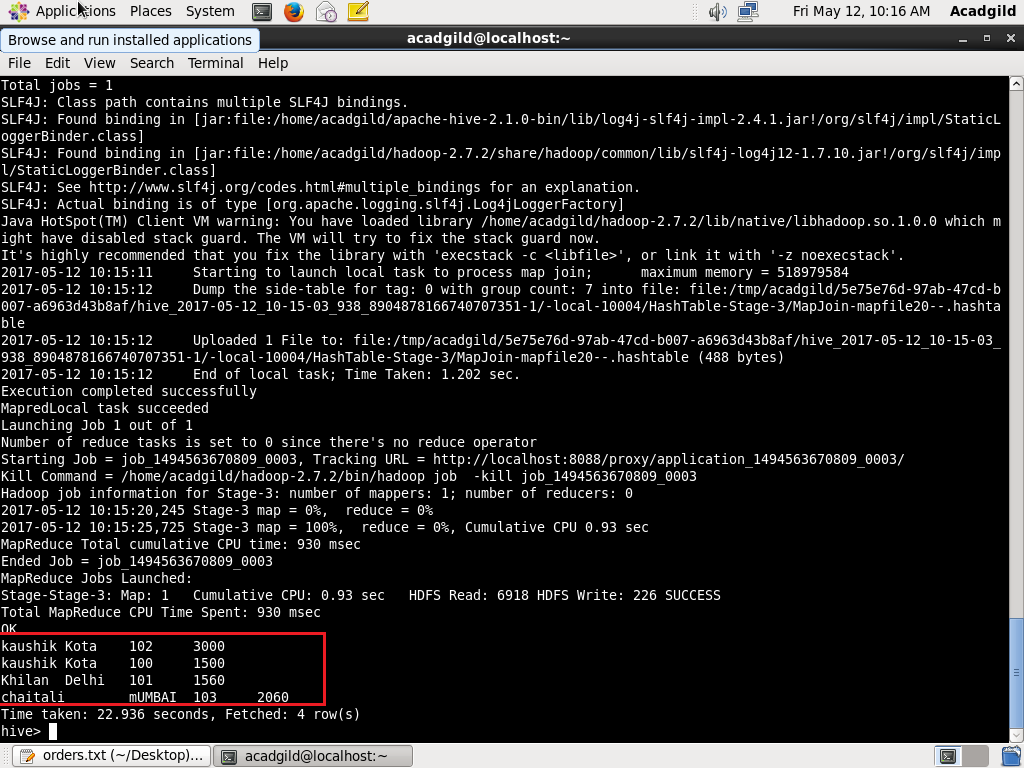 Applications Places System Fri May 12, 10:16 AM Acadgild
Browse and run installed applications
acadgild@localhost:~
File Edit View Search Terminal Help
Total jobs = 1
SLF4J: Class path contains multiple SLF4J bindings.
SLF4J: Found binding in [jar:file:/home/acadgild/apache-hive-2.1.0-bin/lib/log4j-slf4j-impl-2.4.1.jar!/org/slf4j/impl/StaticL
oggerBinder.class]
SLF4J: Found binding in [jar:file:/home/acadgild/hadoop-2.7.2/share/hadoop/common/lib/slf4j-log4j12-1.7.10.jar!/org/slf4j/imp
l/StaticLoggerBinder.class]
SLF4J: See http://www.slf4j.org/codes.html#multiple_bindings for an explanation.
SLF4J: Actual binding is of type [org.apache.logging.slf4j.Log4jLoggerFactory]
Java HotSpot(TM) Client VM warning: You have loaded library /home/acadgild/hadoop-2.7.2/lib/native/libhadoop.so.1.0.0 which m
ight have disabled stack guard. The VM will try to fix the stack guard now.
It's highly recommended that you fix the library with 'execstack -c <libfile>', or link it with '-z noexecstack'.
2017-05-12 10:15:11     Starting to launch local task to process map join;      maximum memory = 518979584
2017-05-12 10:15:12     Dump the side-table for tag: 0 with group count: 7 into file: file:/tmp/acadgild/5e75e76d-97ab-47cd-b
007-a6963d43b8af/hive_2017-05-12_10-15-03_938_8904878166740707351-1/-local-10004/HashTable-Stage-3/MapJoin-mapfile20--.hashta
ble
2017-05-12 10:15:12     Uploaded 1 File to: file:/tmp/acadgild/5e75e76d-97ab-47cd-b007-a6963d43b8af/hive_2017-05-12_10-15-03_
938_8904878166740707351-1/-local-10004/HashTable-Stage-3/MapJoin-mapfile20--.hashtable (488 bytes)
2017-05-12 10:15:12     End of local task; Time Taken: 1.202 sec.
Execution completed successfully
MapredLocal task succeeded
Launching Job 1 out of 1
Number of reduce tasks is set to 0 since there's no reduce operator
Starting Job = job_1494563670809_0003, Tracking URL = http://localhost:8088/proxy/application_1494563670809_0003/
Kill Command = /home/acadgild/hadoop-2.7.2/bin/hadoop job  -kill job_1494563670809_0003
Hadoop job information for Stage-3: number of mappers: 1; number of reducers: 0
2017-05-12 10:15:20,245 Stage-3 map = 0%,  reduce = 0%
2017-05-12 10:15:25,725 Stage-3 map = 100%,  reduce = 0%, Cumulative CPU 0.93 sec
MapReduce Total cumulative CPU time: 930 msec
Ended Job = job_1494563670809_0003
MapReduce Jobs Launched:
Stage-Stage-3: Map: 1   Cumulative CPU: 0.93 sec   HDFS Read: 6918 HDFS Write: 226 SUCCESS
Total MapReduce CPU Time Spent: 930 msec
OK
kaushik Kota    102     3000
kaushik Kota    100     1500
Khilan  Delhi   101     1560
chaitali        mUMBAI  103     2060
Time taken: 22.936 seconds, Fetched: 4 row(s)
hive>
orders.txt (~/Desktop)... acadgild@localhost:~